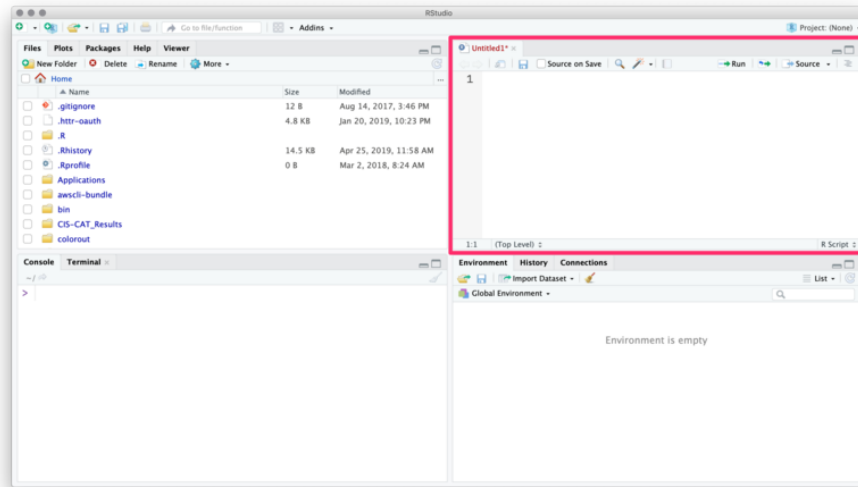 RStudio
Go to file/function Addins Project: (None)
Files Plots Packages Help Viewer
New Folder Delete Rename More
Home ...
Name Size Modified
.gitignore 12 B Aug 14, 2017, 3:46 PM
.httr-oauth 4.8 KB Jan 20, 2019, 10:23 PM
.R
.Rhistory 14.5 KB Apr 25, 2019, 11:58 AM
.Rprofile 0 B Mar 2, 2018, 8:24 AM
Applications
awscli-bundle
bin
CIS-CAT_Results
colorout
Untitled1*
Source on Save Run Source
1
1:1 (Top Level) R Script
Console Terminal
~/
>
Environment History Connections
Import Dataset List
Global Environment
Environment is empty